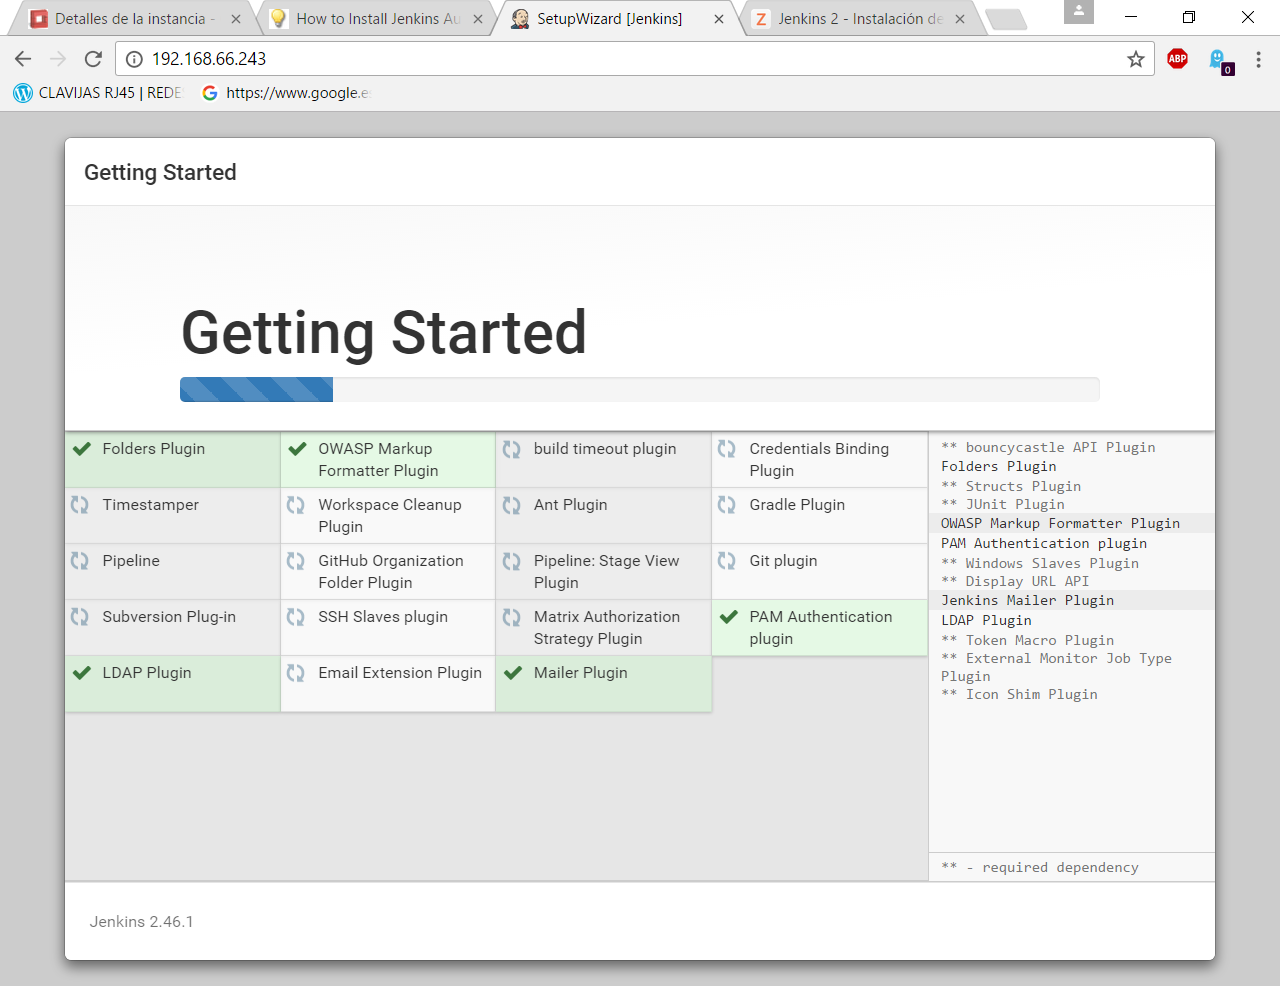 Detalles de la instancia -
How to Install Jenkins Au
SetupWizard [Jenkins]
Jenkins 2 - Instalación de
192.168.66.243
ABP
0
CLAVIJAS RJ45 | REDE
https://www.google.es
Getting Started
Getting Started
Folders Plugin
OWASP Markup
Formatter Plugin
build timeout plugin
Credentials Binding
Plugin
Timestamper
Workspace Cleanup
Plugin
Ant Plugin
Gradle Plugin
Pipeline
GitHub Organization
Folder Plugin
Pipeline: Stage View
Plugin
Git plugin
Subversion Plug-in
SSH Slaves plugin
Matrix Authorization
Strategy Plugin
PAM Authentication
plugin
LDAP Plugin
Email Extension Plugin
Mailer Plugin
** bouncycastle API Plugin
Folders Plugin
** Structs Plugin
** JUnit Plugin
OWASP Markup Formatter Plugin
PAM Authentication plugin
** Windows Slaves Plugin
** Display URL API
Jenkins Mailer Plugin
LDAP Plugin
** Token Macro Plugin
** External Monitor Job Type
Plugin
** Icon Shim Plugin
** - required dependency
Jenkins 2.46.1